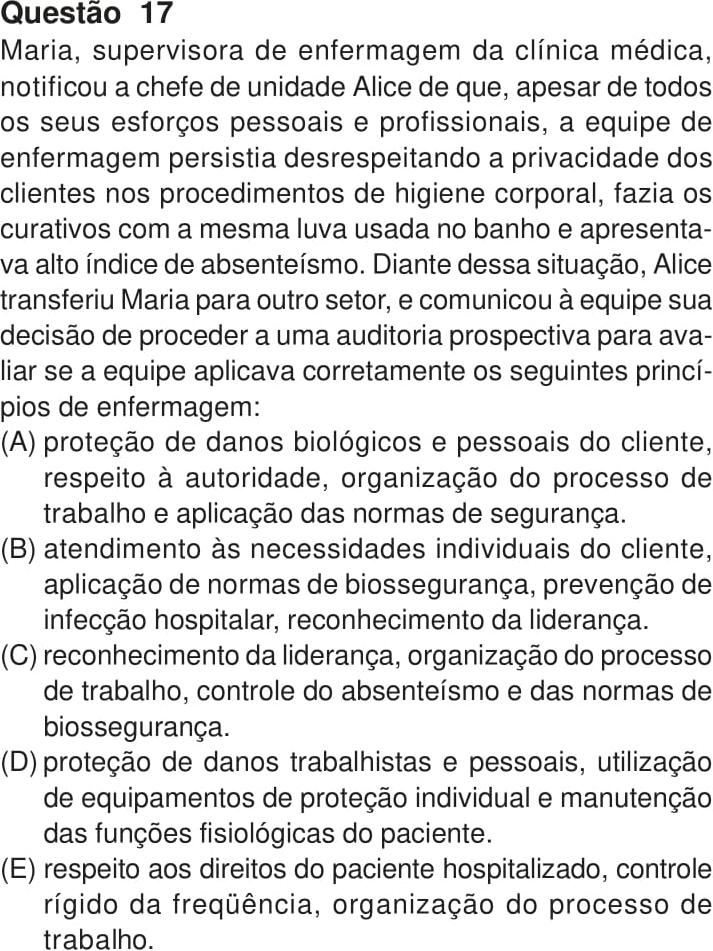 Questão 17
Maria, supervisora de enfermagem da clínica médica,
notificou a chefe de unidade Alice de que, apesar de todos
os seus esforços pessoais e profissionais, a equipe de
enfermagem persistia desrespeitando a privacidade dos
clientes nos procedimentos de higiene corporal, fazia os
curativos com a mesma luva usada no banho e apresenta-
va alto índice de absenteísmo. Diante dessa situação, Alice
transferiu Maria para outro setor, e comunicou à equipe sua
decisão de proceder a uma auditoria prospectiva para ava-
liar se a equipe aplicava corretamente os seguintes princí-
pios de enfermagem:
(A) proteção de danos biológicos e pessoais do cliente,
respeito à autoridade, organização do processo de
trabalho e aplicação das normas de segurança.
(B) atendimento às necessidades individuais do cliente,
aplicação de normas de biossegurança, prevenção de
infecção hospitalar, reconhecimento da liderança.
(C) reconhecimento da liderança, organização do processo
de trabalho, controle do absenteísmo e das normas de
biossegurança.
(D) proteção de danos trabalhistas e pessoais, utilização
de equipamentos de proteção individual e manutenção
das funções fisiológicas do paciente.
(E) respeito aos direitos do paciente hospitalizado, controle
rígido da freqüência, organização do processo de
trabalho.